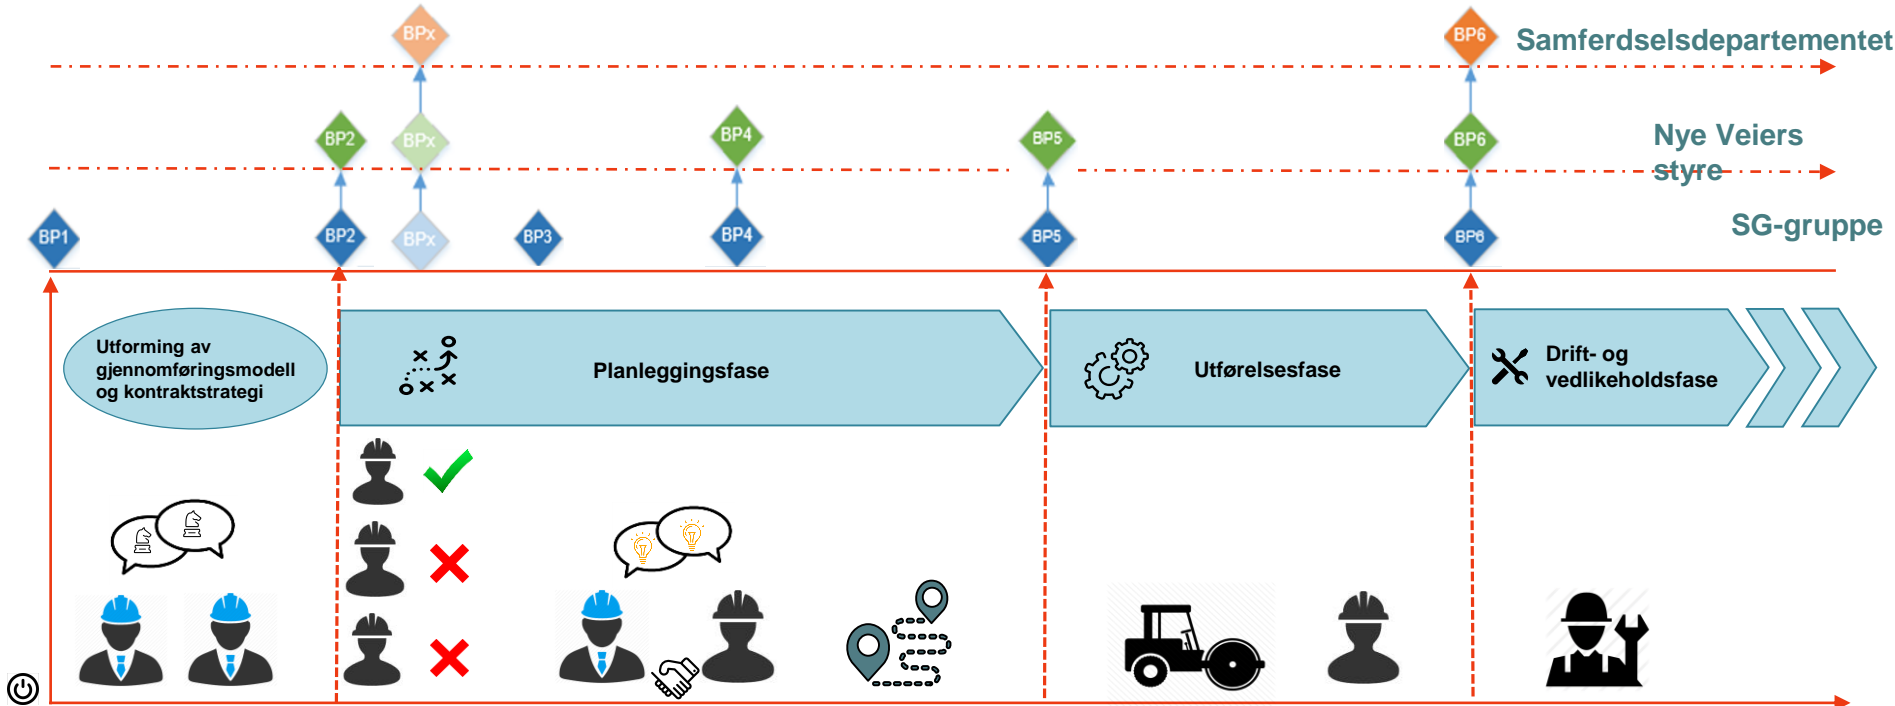 BPx
BP6
Samferdselsdepartementet
BP2
BPx
BP4
BP5
BP6
Nye Veiers
styre
BP1
BP2
BPx
BP3
BP4
BP5
BP6
SG-gruppe
Utforming av
gjennomføringsmodell
og kontraktstrategi
Planleggingsfase
Utførelsesfase
Drift- og
vedlikeholdsfase